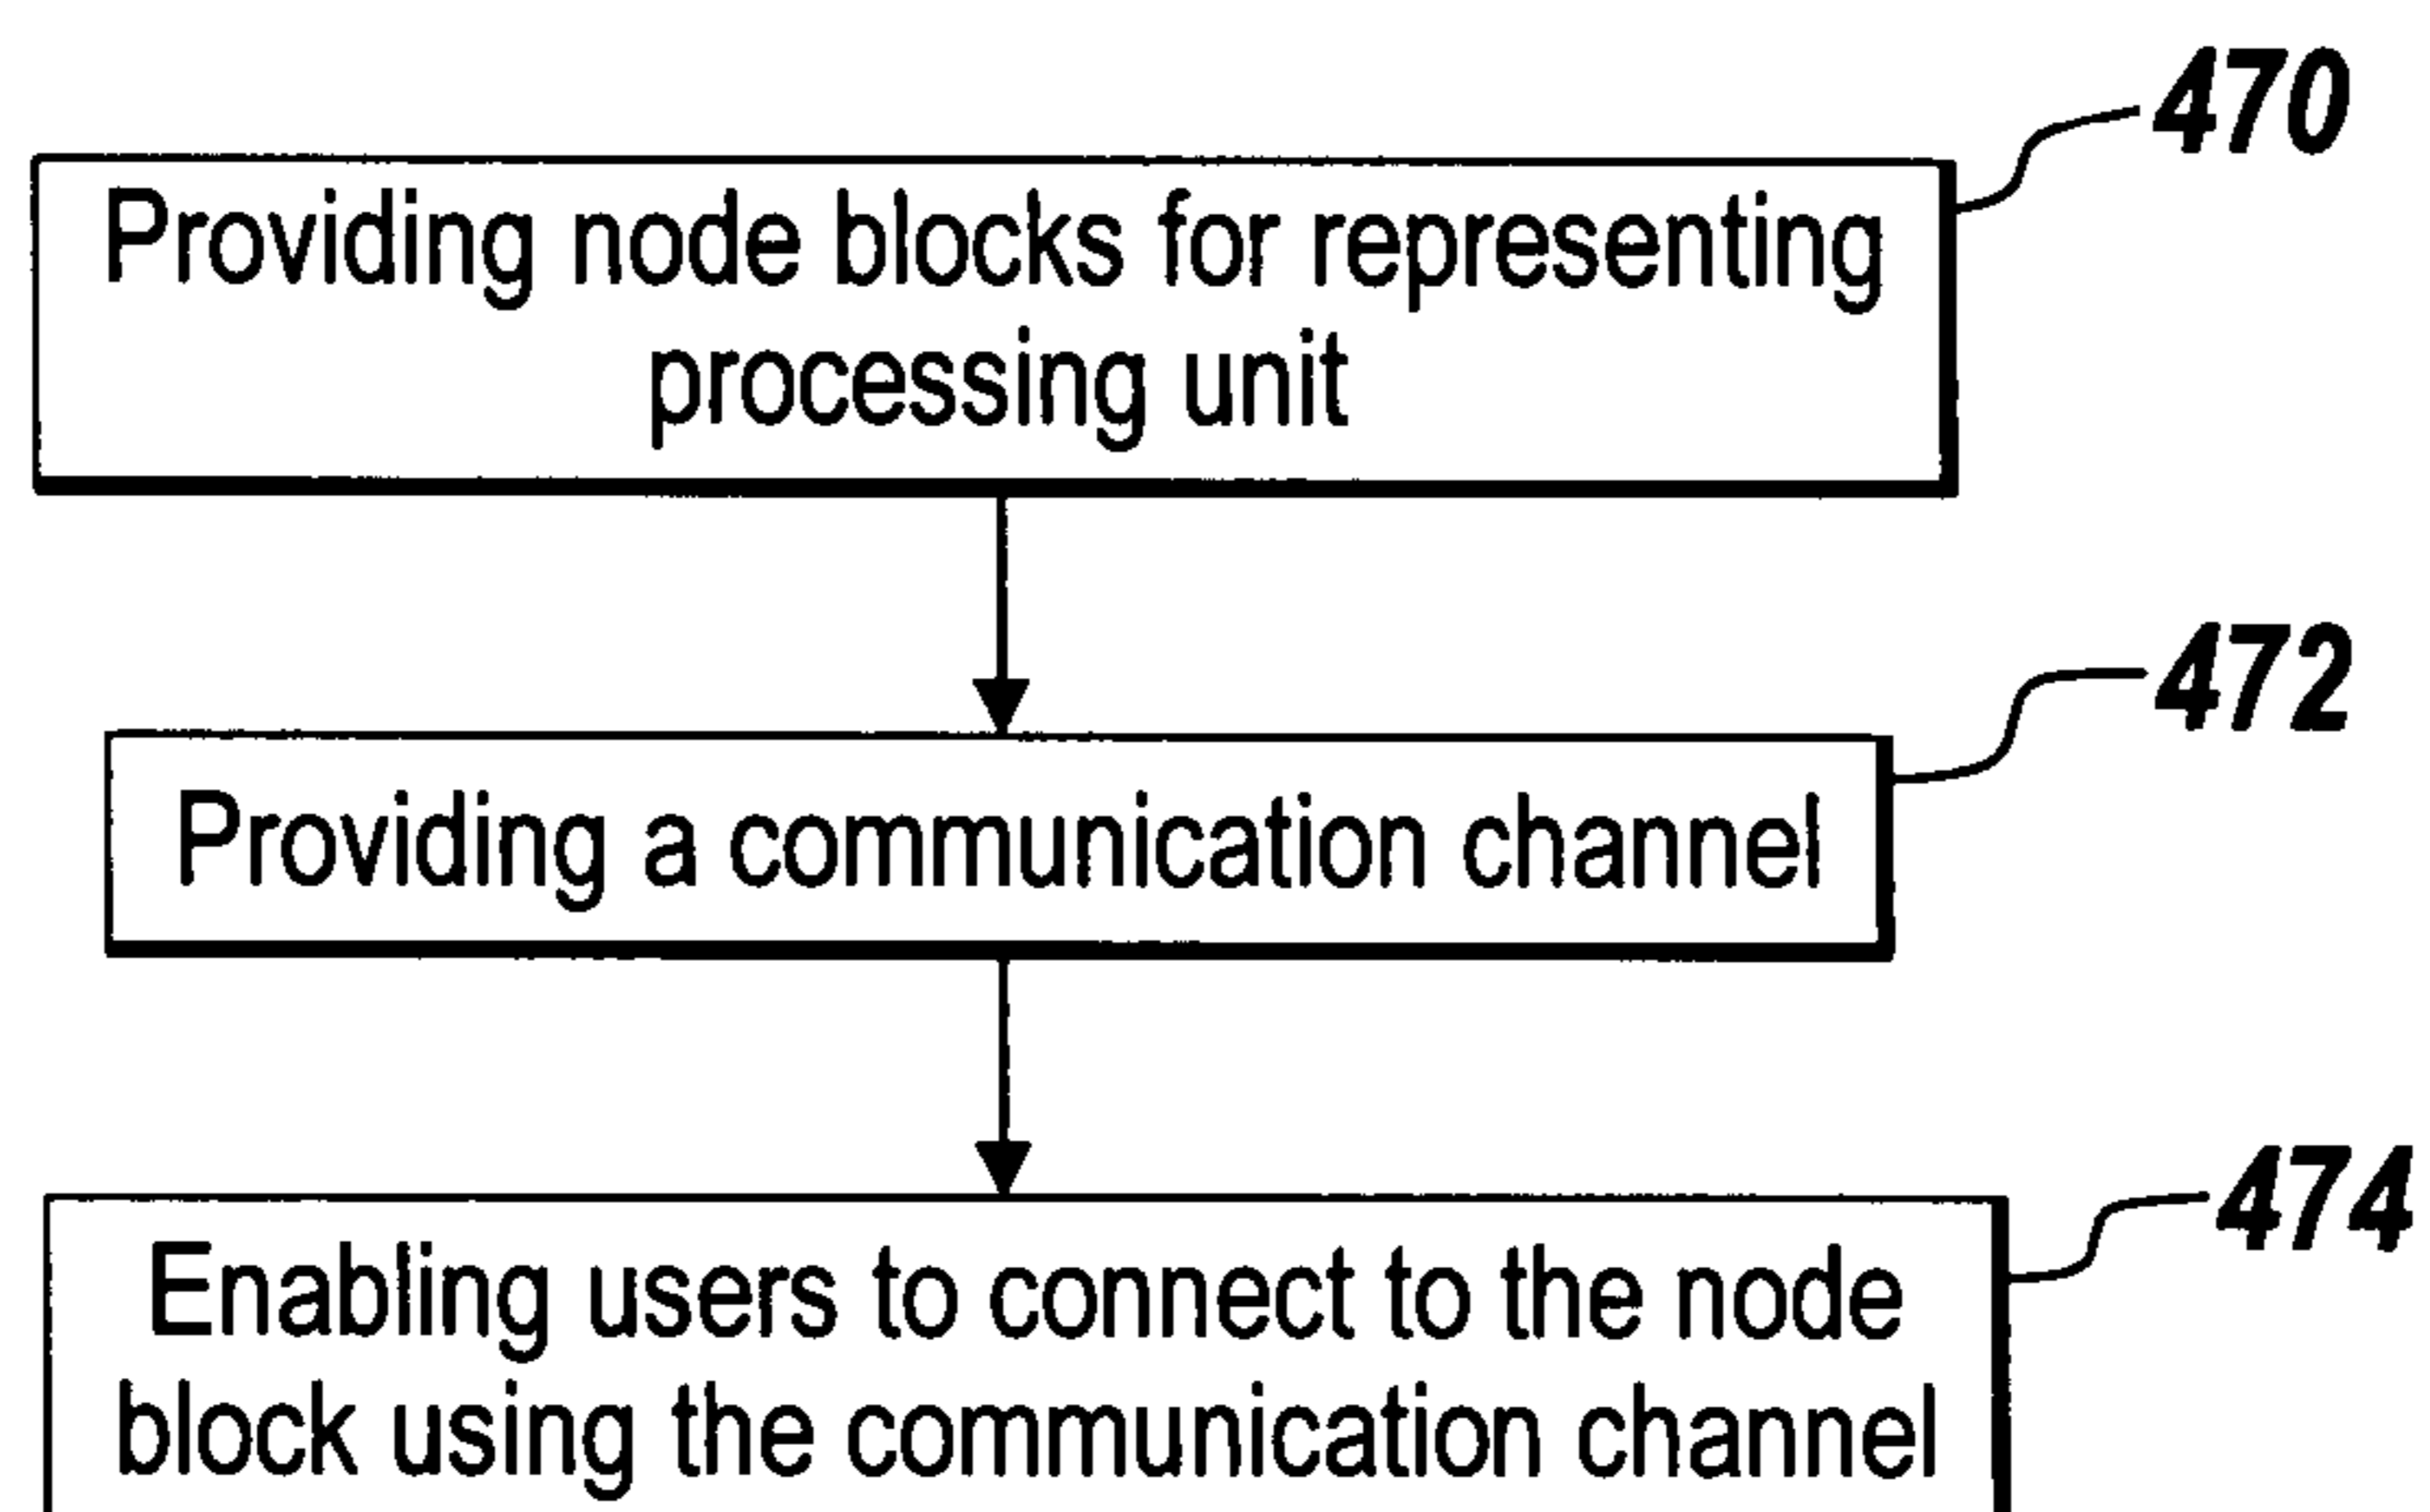 470
Providing node blocks for representing
processing unit
472
Providing a communication channel
474
Enabling users to connect to the node
block using the communication channel